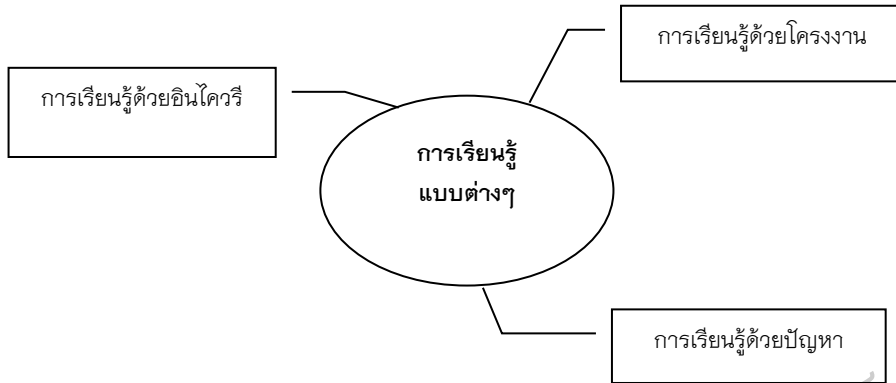 การเรียนรู้ด้วยโครงงาน
การเรียนรู้ด้วยอินไควรี
การเรียนรู้
แบบต่างๆ
การเรียนรู้ด้วยปัญหา